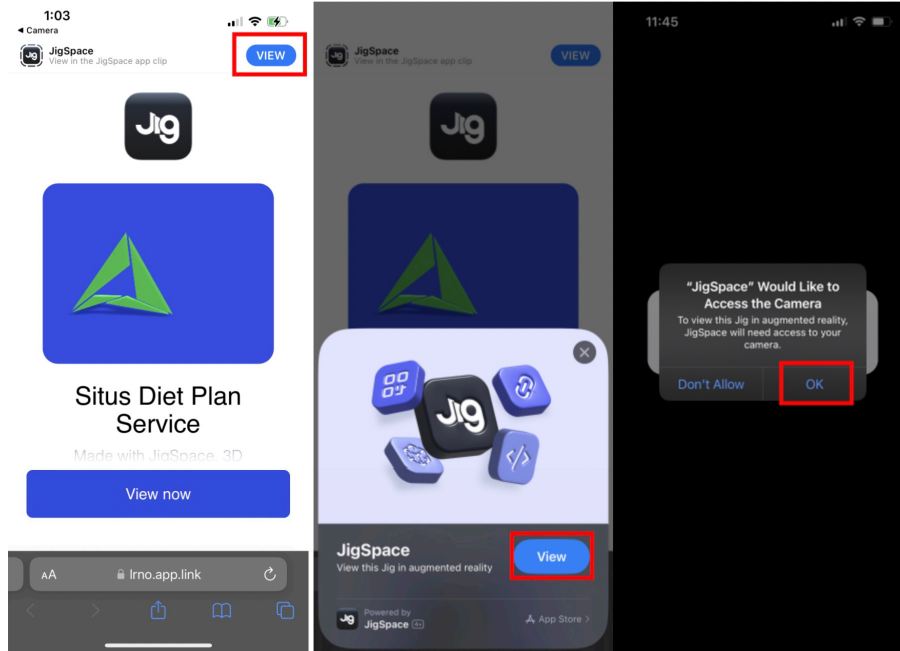 1:03
◀ Camera
JigSpace
View in the JigSpace app clip
VIEW
Jig
Situs Diet Plan
Service
Made with JigSpace. 3D
View now
AA
lrno.app.link
JigSpace
View in the JigSpace app clip
VIEW
Jig
Jig
JigSpace
View this Jig in augmented reality
View
Powered by
JigSpace 4+
App Store >
11:45
“JigSpace” Would Like to
Access the Camera
To view this Jig in augmented reality,
JigSpace will need access to your
camera.
Don't Allow
OK